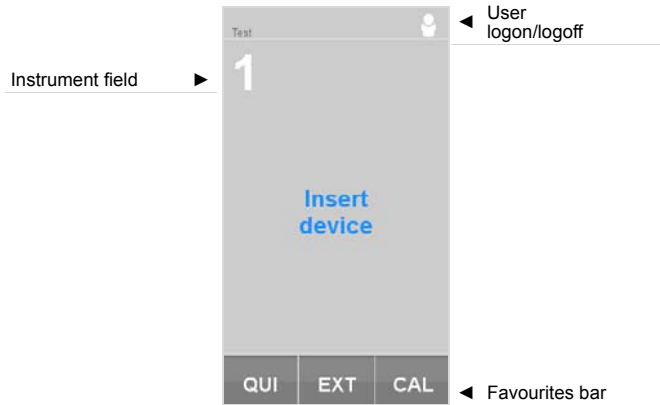 User
logon/logoff
Test
Instrument field
1
Insert
device
QUI EXT CAL
Favourites bar